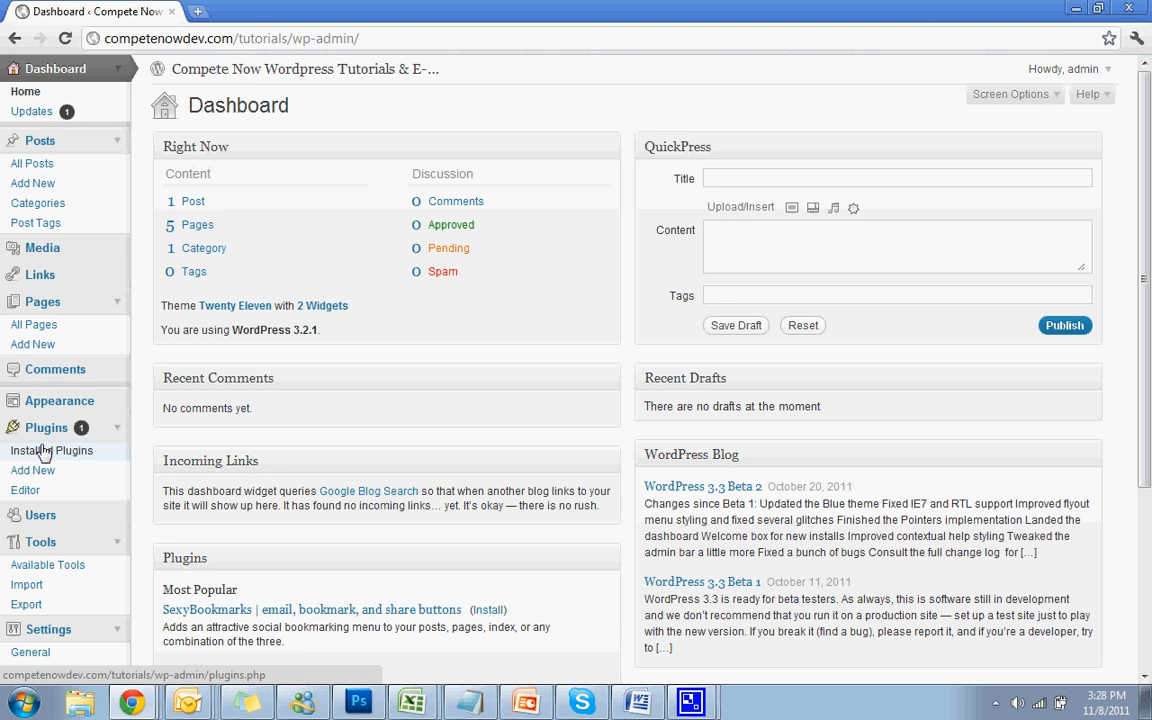 Dashboard ‹ Compete Now
competenowdev.com/tutorials/wp-admin/
Dashboard
Home
Updates 1
Posts
All Posts
Add New
Categories
Post Tags
Media
Links
Pages
All Pages
Add New
Comments
Appearance
Plugins 1
Plugins
Add New
Editor
Users
Tools
Available Tools
Import
Export
Settings
General
competenowdev.com/tutorials/wp-admin/plugins.php
Compete Now Wordpress Tutorials & E-...
Howdy, admin
Dashboard
Screen Options
Help
Right Now
Content
Discussion
1 Post
0 Comments
5 Pages
0 Approved
1 Category
0 Pending
0 Tags
0 Spam
Theme Twenty Eleven with 2 Widgets
You are using WordPress 3.2.1.
Recent Comments
No comments yet.
Incoming Links
This dashboard widget queries Google Blog Search so that when another blog links to your
site it will show up here. It has found no incoming links… yet. It's okay — there is no rush.
Plugins
Most Popular
SexyBookmarks | email, bookmark, and share buttons (Install)
Adds an attractive social bookmarking menu to your posts, pages, index, or any
combination of the three.
QuickPress
Title
Upload/Insert
Content
Tags
Save Draft
Reset
Publish
Recent Drafts
There are no drafts at the moment
WordPress Blog
WordPress 3.3 Beta 2 October 20, 2011
Changes since Beta 1: Updated the Blue theme Fixed IE7 and RTL support Improved flyout
menu styling and fixed several glitches Finished the Pointers implementation Landed the
dashboard Welcome box for new installs Improved contextual help styling Tweaked the
admin bar a little more Fixed a bunch of bugs Consult the full change log for […]
WordPress 3.3 Beta 1 October 11, 2011
WordPress 3.3 is ready for beta testers. As always, this is software still in development
and we don't recommend that you run it on a production site — set up a test site just to play
with the new version. If you break it (find a bug), please report it, and if you're a developer, try
to […]
Ps
3:28 PM
11/8/2011